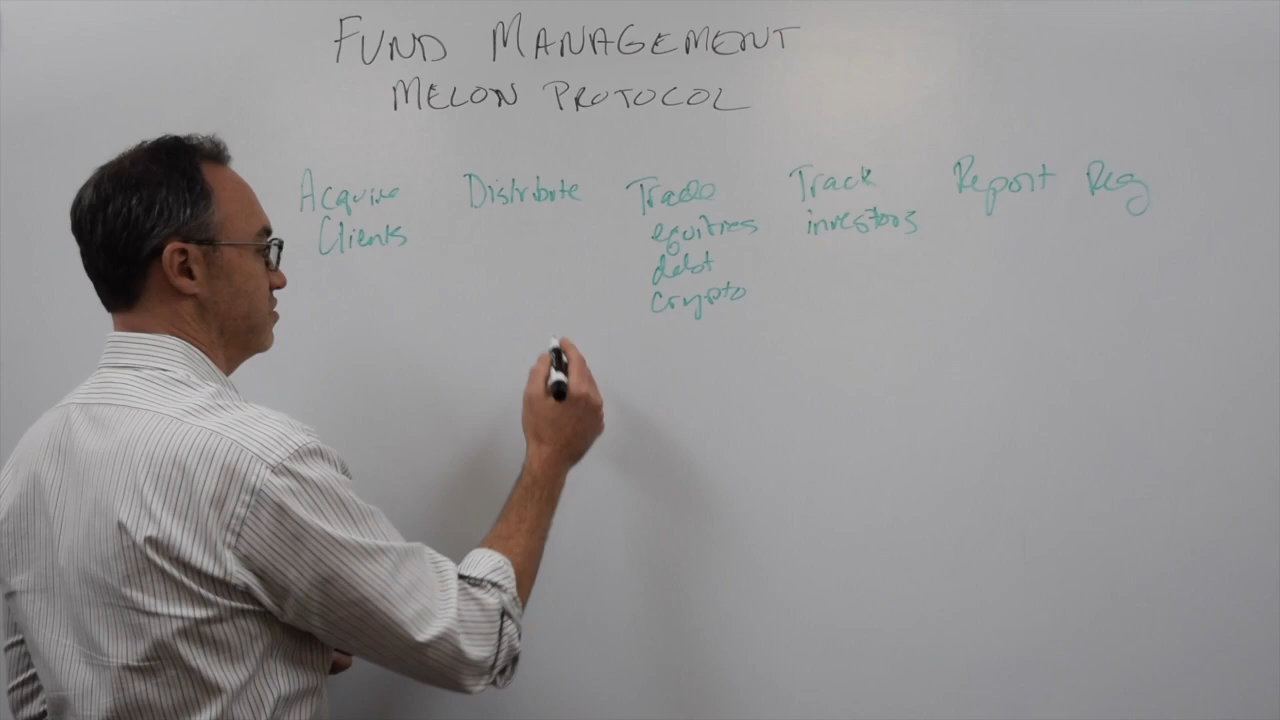 FUND MANAGEMENT
MELON PROTOCOL
Acquire
Clients
Distribute
Trade
equities
debt
crypto
Track
investors
Report Reg